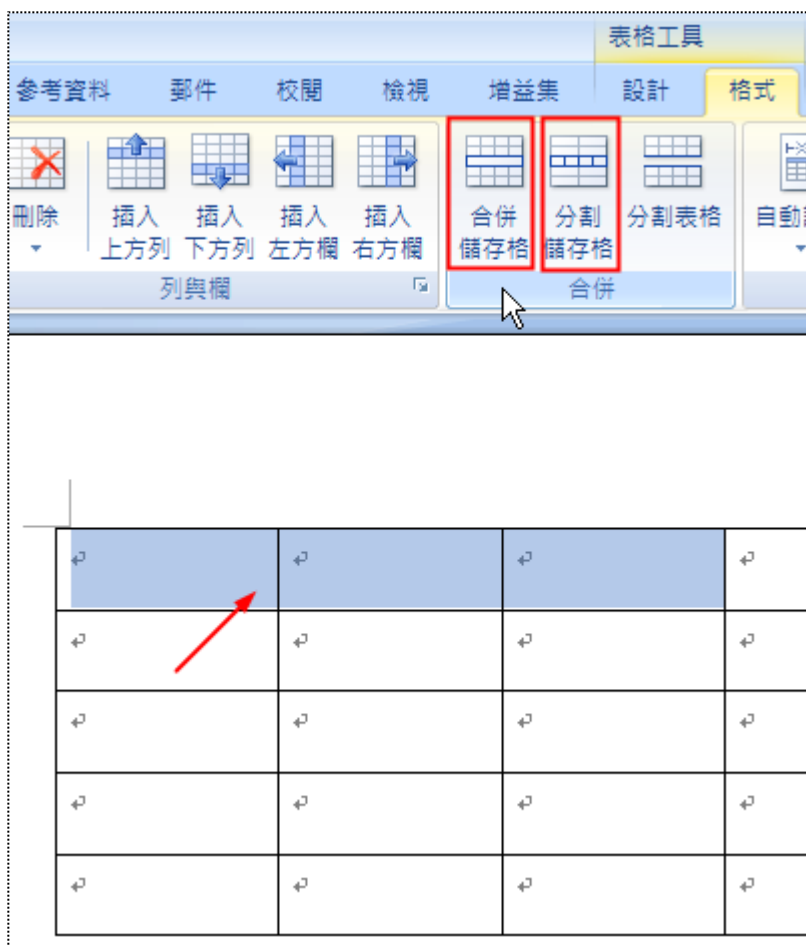 表格工具
參考資料 郵件 校閱 檢視 增益集 設計 格式
刪除 插入 插入 插入 插入 合併 分割 分割表格 自動
上方列 下方列 左方欄 右方欄 儲存格 儲存格
列與欄 合併